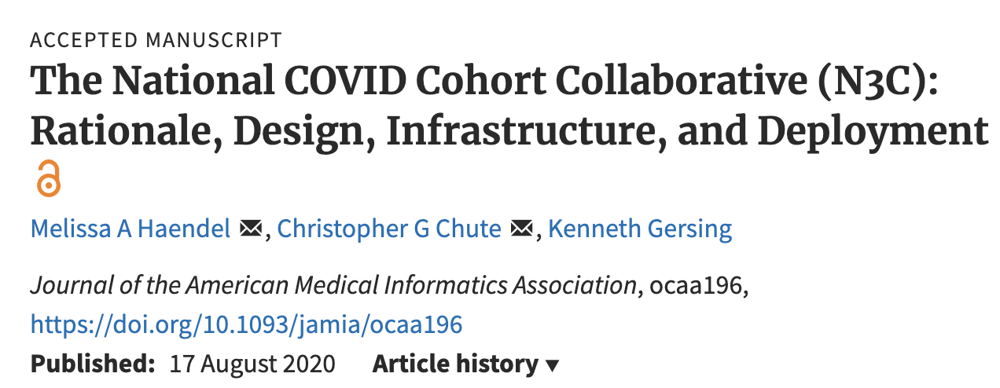 ACCEPTED MANUSCRIPT
The National COVID Cohort Collaborative (N3C):
Rationale, Design, Infrastructure, and Deployment
Melissa A Haendel, Christopher G Chute, Kenneth Gersing
Journal of the American Medical Informatics Association, ocaa196,
https://doi.org/10.1093/jamia/ocaa196
Published: 17 August 2020 Article history ▼